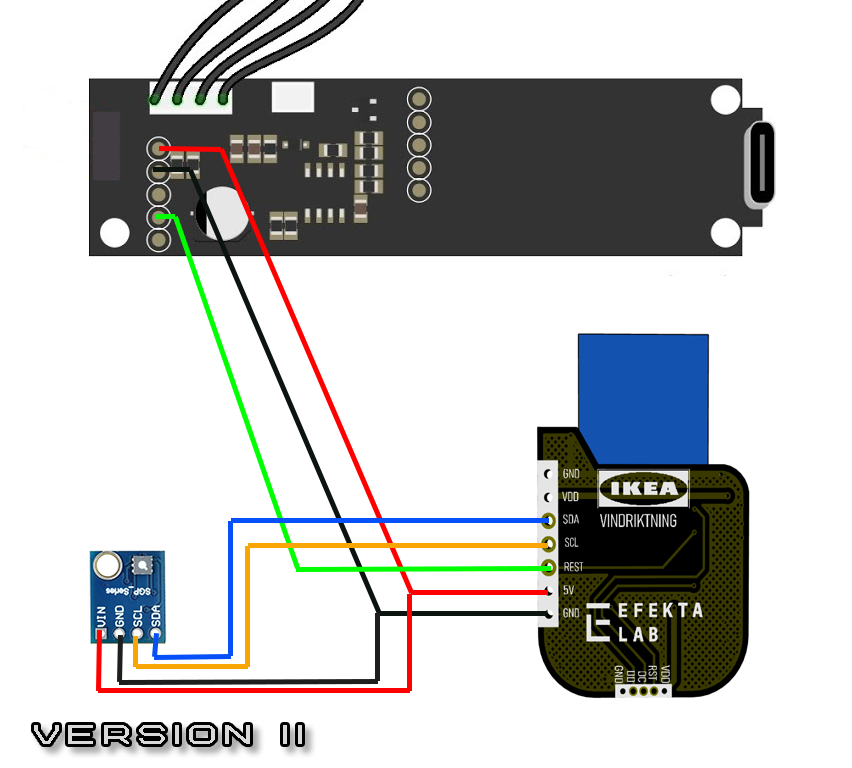 GND
VDD
SDA
SCL
REST
5V
GND
IKEA
VINDRIKTNING
EFEKTA
LAB
GND
DD
DC
RST
VDD
SGP_Series
VIN
GND
SCL
SDA
VERSION II